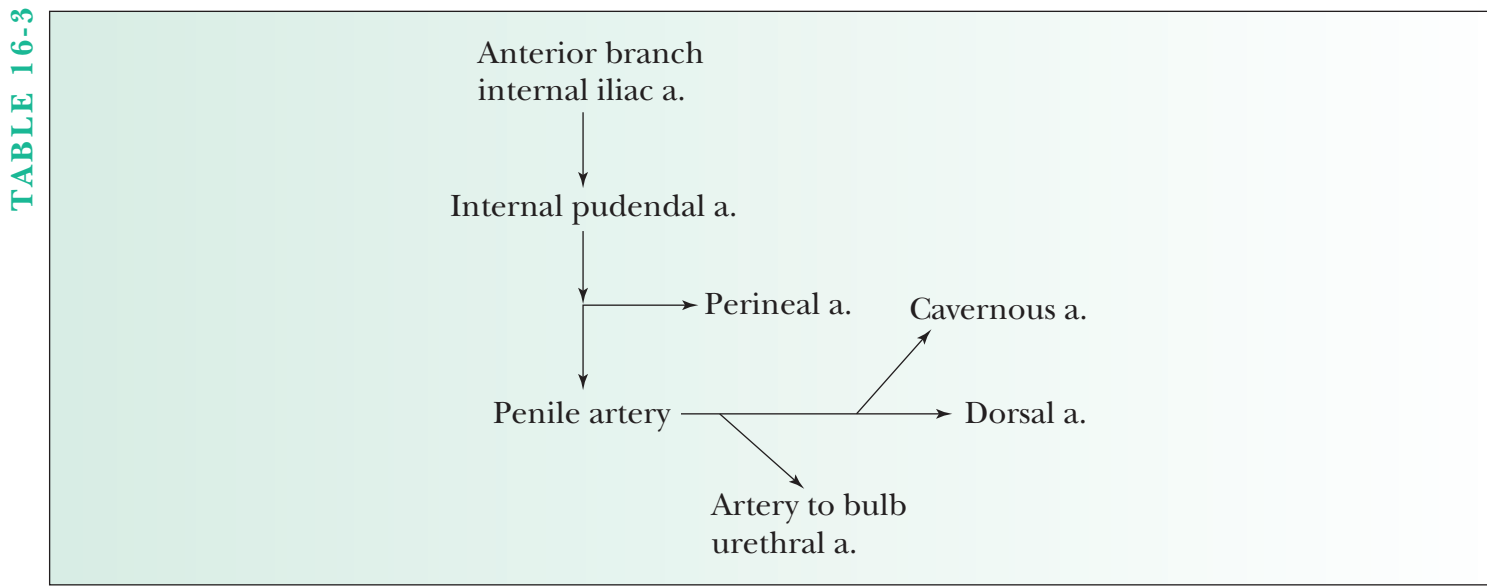 TABLE 16-3
Anterior branch
internal iliac a.
Internal pudendal a.
Perineal a.
Cavernous a.
Penile artery
Dorsal a.
Artery to bulb
urethral a.